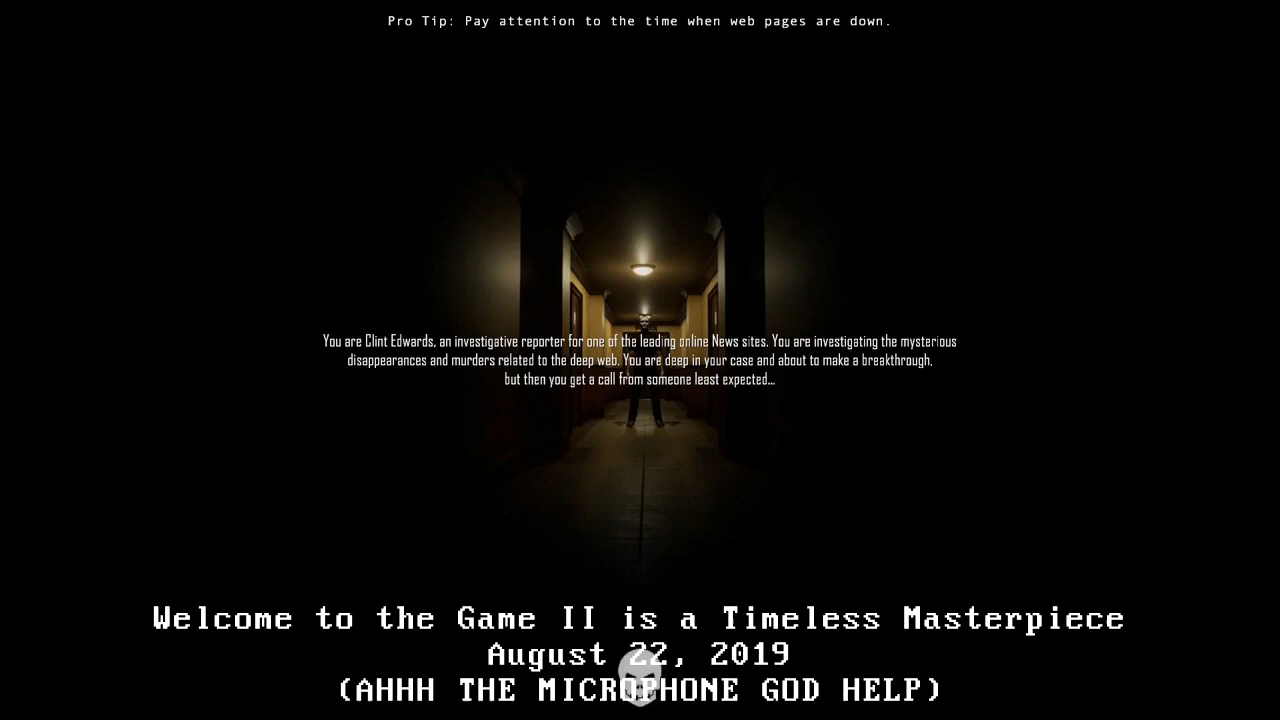 Pro Tip: Pay attention to the time when web pages are down.
You are Clint Edwards, an investigative reporter for one of the leading online News sites. You are investigating the mysterious
disappearances and murders related to the deep web. You are deep in your case and about to make a breakthrough,
but then you get a call from someone least expected...
Welcome to the Game II is a Timeless Masterpiece
August 22, 2019
(AHHH THE MICROPHONE GOD HELP)